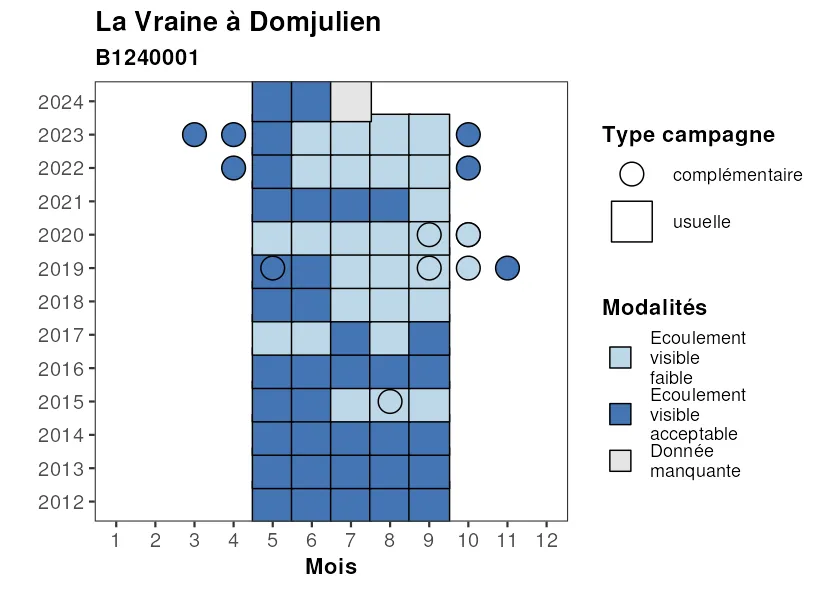 La Vraine à Domjulien
B1240001
2024
2023
2022
2021
2020
2019
2018
2017
2016
2015
2014
2013
2012
1 2 3 4 5 6 7 8 9 10 11 12
Mois
Type campagne
complémentaire
usuelle
Modalités
Ecoulement
visible
faible
Ecoulement
visible
acceptable
Donnée
manquante